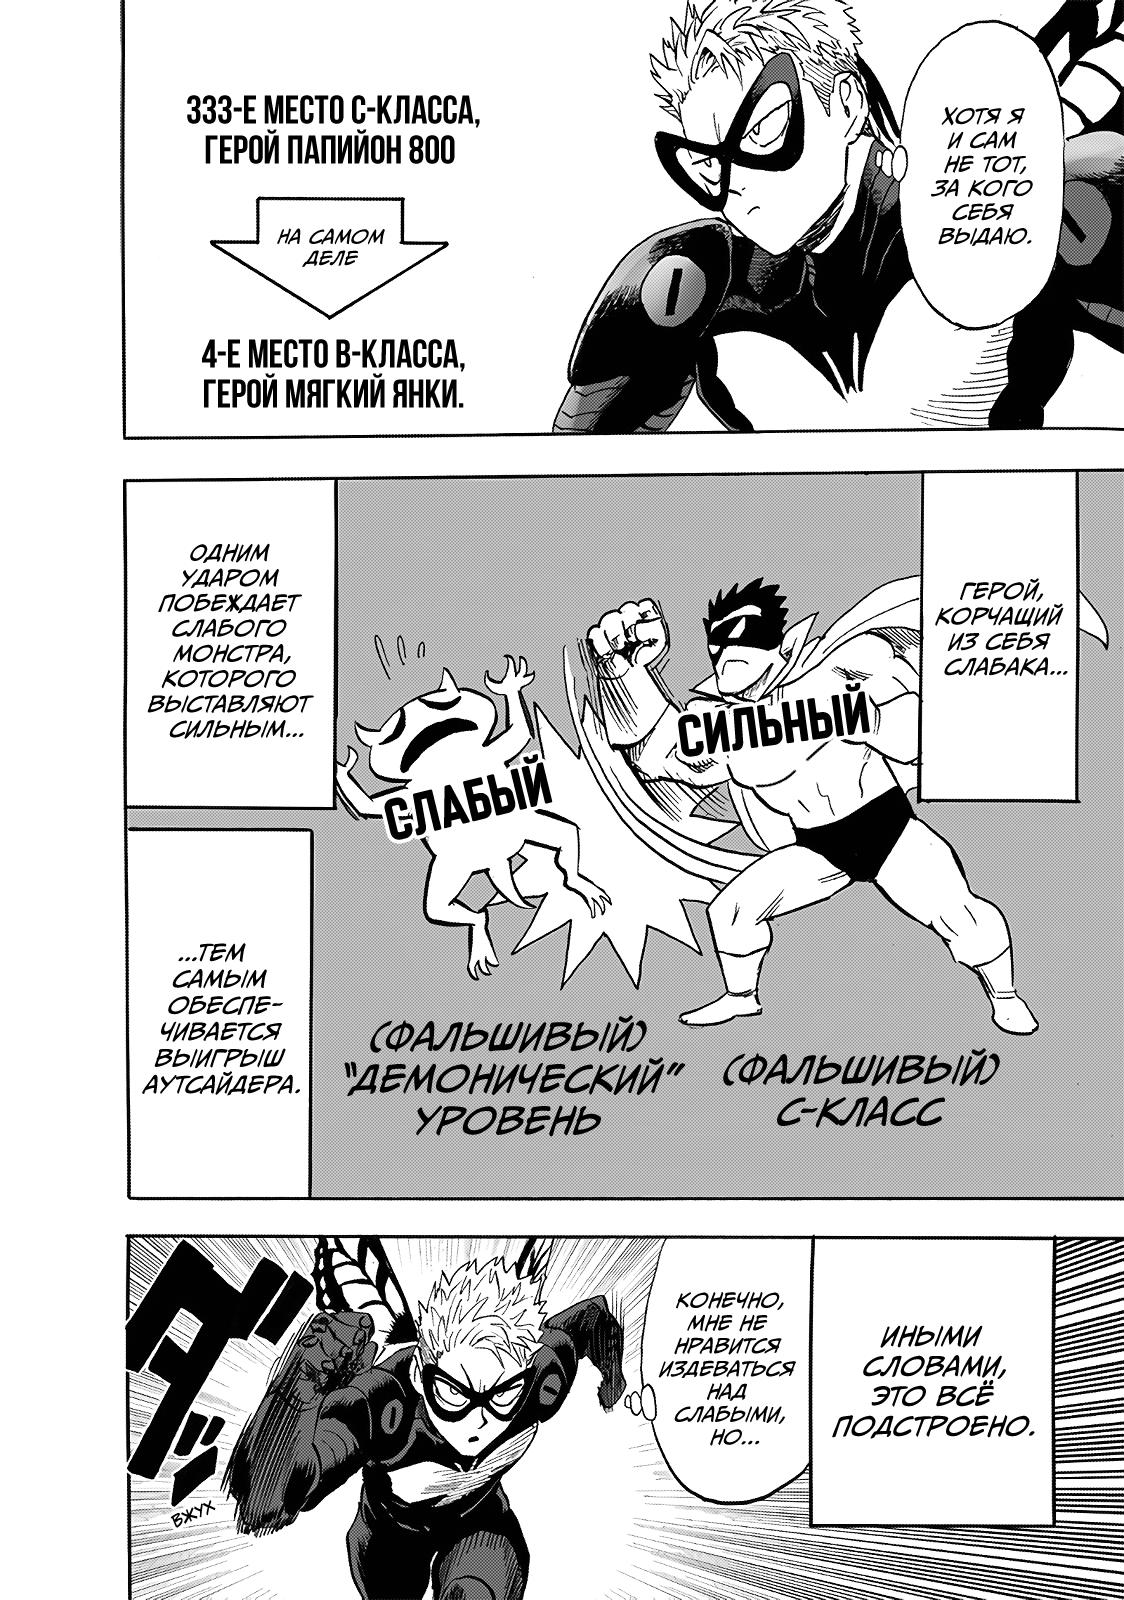 ХОТЯ Я
И САМ
НЕ ТОТ,
ЗА КОГО
СЕБЯ
ВЫДАЮ.
333-Е МЕСТО С-КЛАССА,
ГЕРОЙ ПАПИЙОН 800
НА САМОМ
ДЕЛЕ
4-Е МЕСТО В-КЛАССА,
ГЕРОЙ МЯГКИЙ ЯНКИ.
ГЕРОЙ,
КОРЧАЩИЙ
ИЗ СЕБЯ
СЛАБАКА...
СИЛЬНЫЙ
СЛАБЫЙ
(ФАЛЬШИВЫЙ)
С-КЛАСС
(ФАЛЬШИВЫЙ)
"ДЕМОНИЧЕСКИЙ"
УРОВЕНЬ
ОДНИМ
УДАРОМ
ПОБЕЖДАЕТ
СЛАБОГО
МОНСТРА,
КОТОРОГО
ВЫСТАВЛЯЮТ
СИЛЬНЫМ...
...ТЕМ
САМЫМ
ОБЕСПЕ-
ЧИВАЕТСЯ
ВЫИГРЫШ
АУТСАЙДЕРА.
ИНЫМИ
СЛОВАМИ,
ЭТО ВСЁ
ПОДСТРОЕНО.
КОНЕЧНО,
МНЕ НЕ
НРАВИТСЯ
ИЗДЕВАТЬСЯ
НАД
СЛАБЫМИ,
НО...
ダッ
ВЖУХ